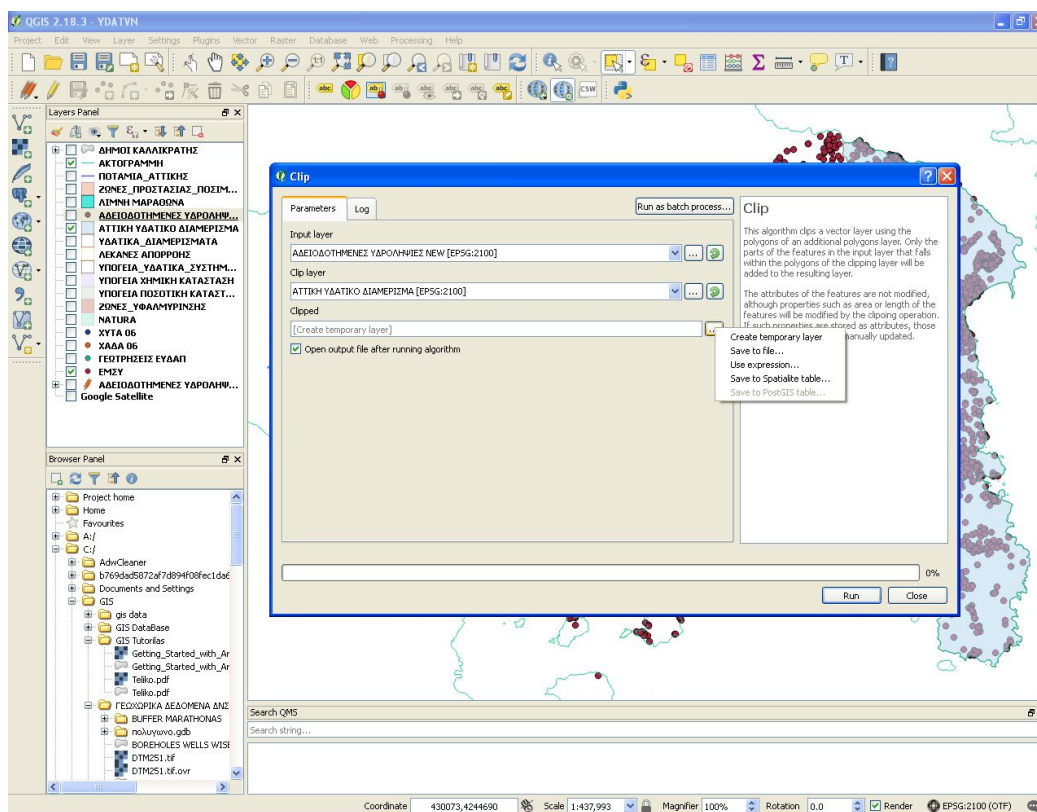 QGIS 2.18.3 - YDATVN
Project Edit View Layer Settings Plugins Vector Raster Database Web Processing Help
Layers Panel
ΔΗΜΟΙ ΚΑΛΛΙΚΡΑΤΗΣ
ΑΚΤΟΓΡΑΜΜΗ
ΠΟΤΑΜΙΑ_ΑΤΤΙΚΗΣ
ΖΩΝΕΣ_ΠΡΟΣΤΑΣΙΑΣ_ΠΟΣΙΜ...
ΛΙΜΝΗ ΜΑΡΑΘΩΝΑ
ΑΔΕΙΟΔΟΤΗΜΕΝΕΣ ΥΔΡΟΛΗΨ...
ΑΤΤΙΚΗ ΥΔΑΤΙΚΟ ΔΙΑΜΕΡΙΣΜΑ
ΥΔΑΤΙΚΑ_ΔΙΑΜΕΡΙΣΜΑΤΑ
ΛΕΚΑΝΕΣ ΑΠΟΡΡΟΗΣ
ΥΠΟΓΕΙΑ_ΥΔΑΤΙΚΑ_ΣΥΣΤΗΜ...
ΥΠΟΓΕΙΑ ΧΗΜΙΚΗ ΚΑΤΑΣΤΑΣΗ
ΥΠΟΓΕΙΑ ΠΟΣΟΤΙΚΗ ΚΑΤΑΣΤ...
ΖΩΝΕΣ_ΥΦΑΛΜΥΡΙΝΣΗΣ
NATURA
ΧΥΤΑ 06
ΧΑΔΑ 06
ΓΕΩΤΡΗΣΕΙΣ ΕΥΔΑΠ
ΕΜΣΥ
ΑΔΕΙΟΔΟΤΗΜΕΝΕΣ ΥΔΡΟΛΗΨ...
Google Satellite
Browser Panel
Project home
Home
Favourites
A:/
C:/
AdwCleaner
b769dad5872af7d894f08fec1da6
Documents and Settings
GIS
gis data
GIS DataBase
GIS Tutorilas
Getting_Started_with_Ar
Getting_Started_with_Ar
Teliko.pdf
Teliko.pdf
ΓΕΩΧΩΡΙΚΑ ΔΕΔΟΜΕΝΑ ΔΝΣ
BUFFER MARATHONAS
πολυγωνο.gdb
BOREHOLES WELLS WISE
DTM251.tif
DTM251.tif.ovr
Clip
Parameters Log
Run as batch process...
Input layer
ΑΔΕΙΟΔΟΤΗΜΕΝΕΣ ΥΔΡΟΛΗΨΙΕΣ NEW [EPSG:2100]
Clip layer
ΑΤΤΙΚΗ ΥΔΑΤΙΚΟ ΔΙΑΜΕΡΙΣΜΑ [EPSG:2100]
Clipped
[Create temporary layer]
Open output file after running algorithm
Clip
This algorithm clips a vector layer using the
polygons of an additional polygons layer. Only the
parts of the features in the input layer that falls
within the polygons of the clipping layer will be
added to the resulting layer.
The attributes of the features are not modified,
although properties such as area or length of the
features will be modified by the clipping operation.
If such properties are stored as attributes, those
manually updated.
Create temporary layer
Save to file...
Use expression...
Save to Spatialite table...
Save to PostGIS table...
0%
Run Close
Search QMS
Search string...
Coordinate 430073,4244690 Scale 1:437,993 Magnifier 100% Rotation 0.0 Render EPSG:2100 (OTF)